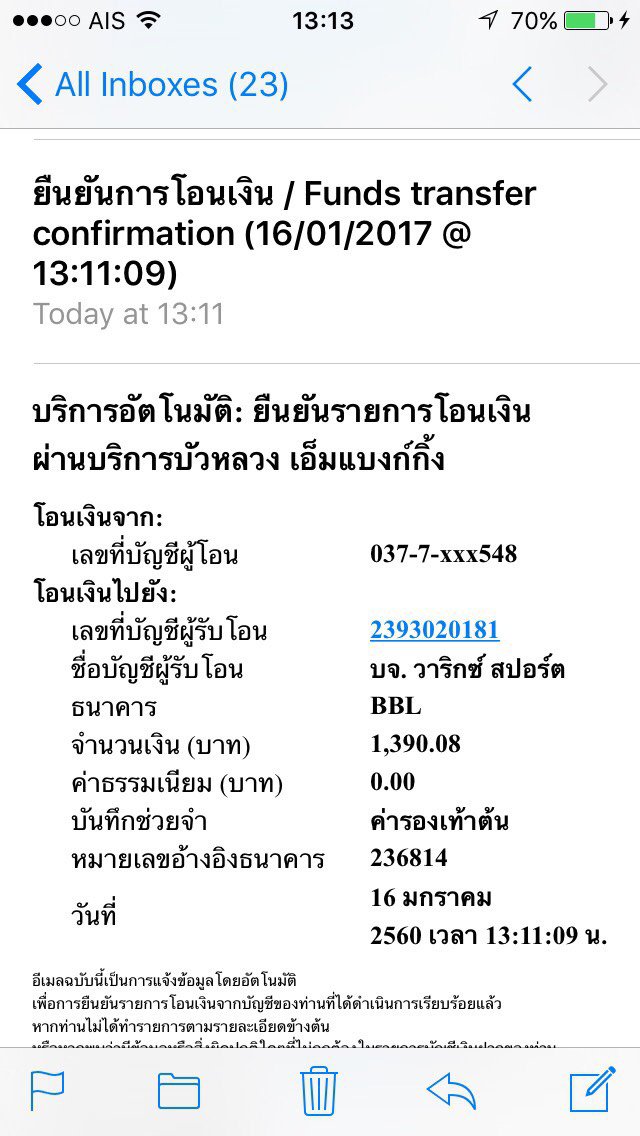 AIS 13:13 70%
All Inboxes (23)
ยืนยันการโอนเงิน / Funds transfer
confirmation (16/01/2017 @
13:11:09)
Today at 13:11
บริการอัตโนมัติ: ยืนยันรายการโอนเงิน
ผ่านบริการบัวหลวง เอ็มแบงก์กิ้ง
โอนเงินจาก:
เลขที่บัญชีผู้โอน 037-7-xxx548
โอนเงินไปยัง:
เลขที่บัญชีผู้รับโอน 2393020181
ชื่อบัญชีผู้รับโอน บจ. วาริกซ์ สปอร์ต
ธนาคาร BBL
จำนวนเงิน (บาท) 1,390.08
ค่าธรรมเนียม (บาท) 0.00
บันทึกช่วยจำ ค่ารองเท้าต้น
หมายเลขอ้างอิงธนาคาร 236814
วันที่ 16 มกราคม
2560 เวลา 13:11:09 น.
อีเมลฉบับนี้เป็นการแจ้งข้อมูลโดยอัตโนมัติ
เพื่อการยืนยันรายการโอนเงินจากบัญชีของท่านที่ได้ดำเนินการเรียบร้อยแล้ว
หากท่านไม่ได้ทำรายการตามรายละเอียดข้างต้น